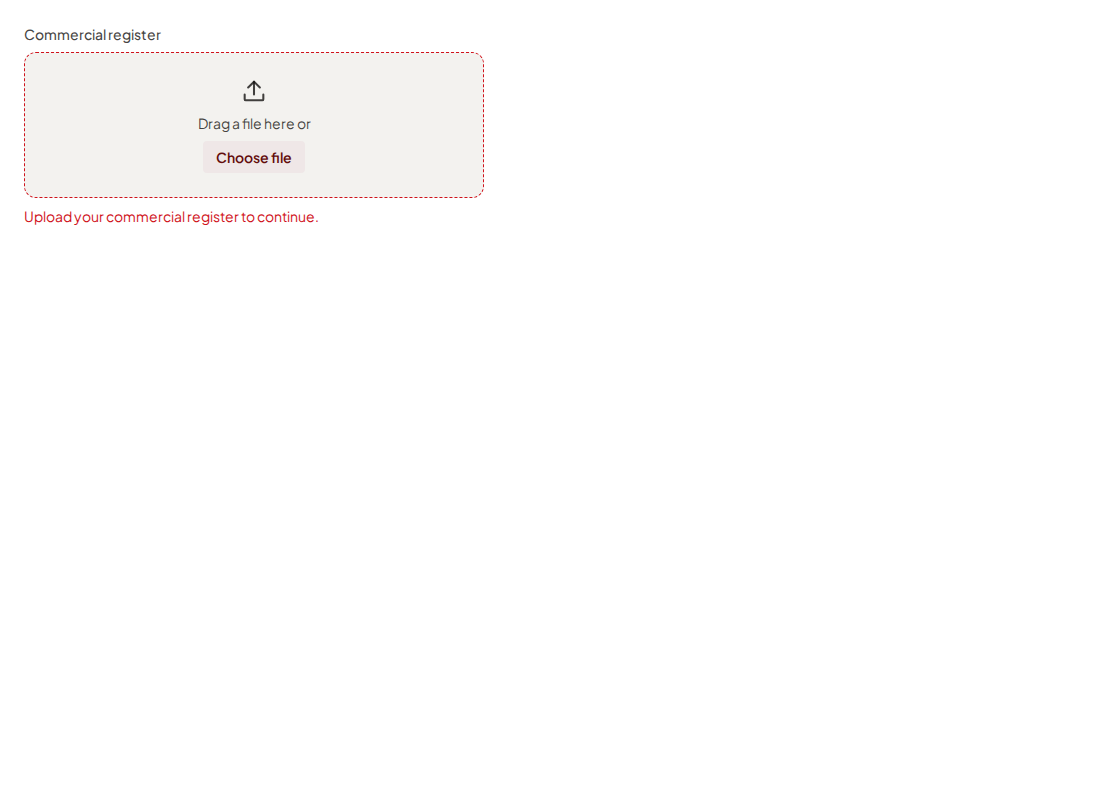 Commercial register
Drag a file here or
Choose file
Upload your commercial register to continue.